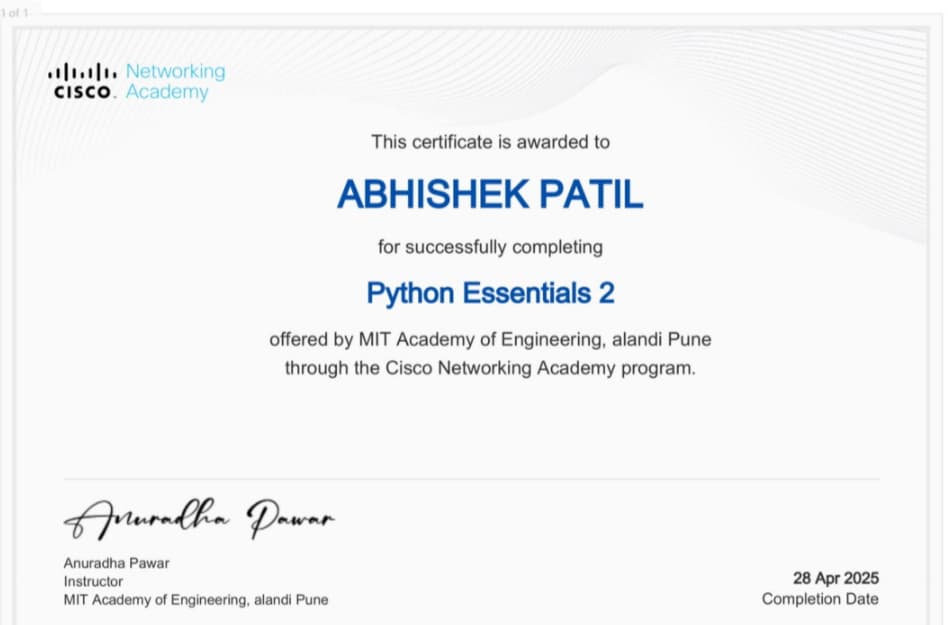 1 of 1
Networking
CISCO. Academy
This certificate is awarded to
ABHISHEK PATIL
for successfully completing
Python Essentials 2
offered by MIT Academy of Engineering, alandi Pune
through the Cisco Networking Academy program.
Anuradha Pawar
Anuradha Pawar
Instructor
MIT Academy of Engineering, alandi Pune
28 Apr 2025
Completion Date